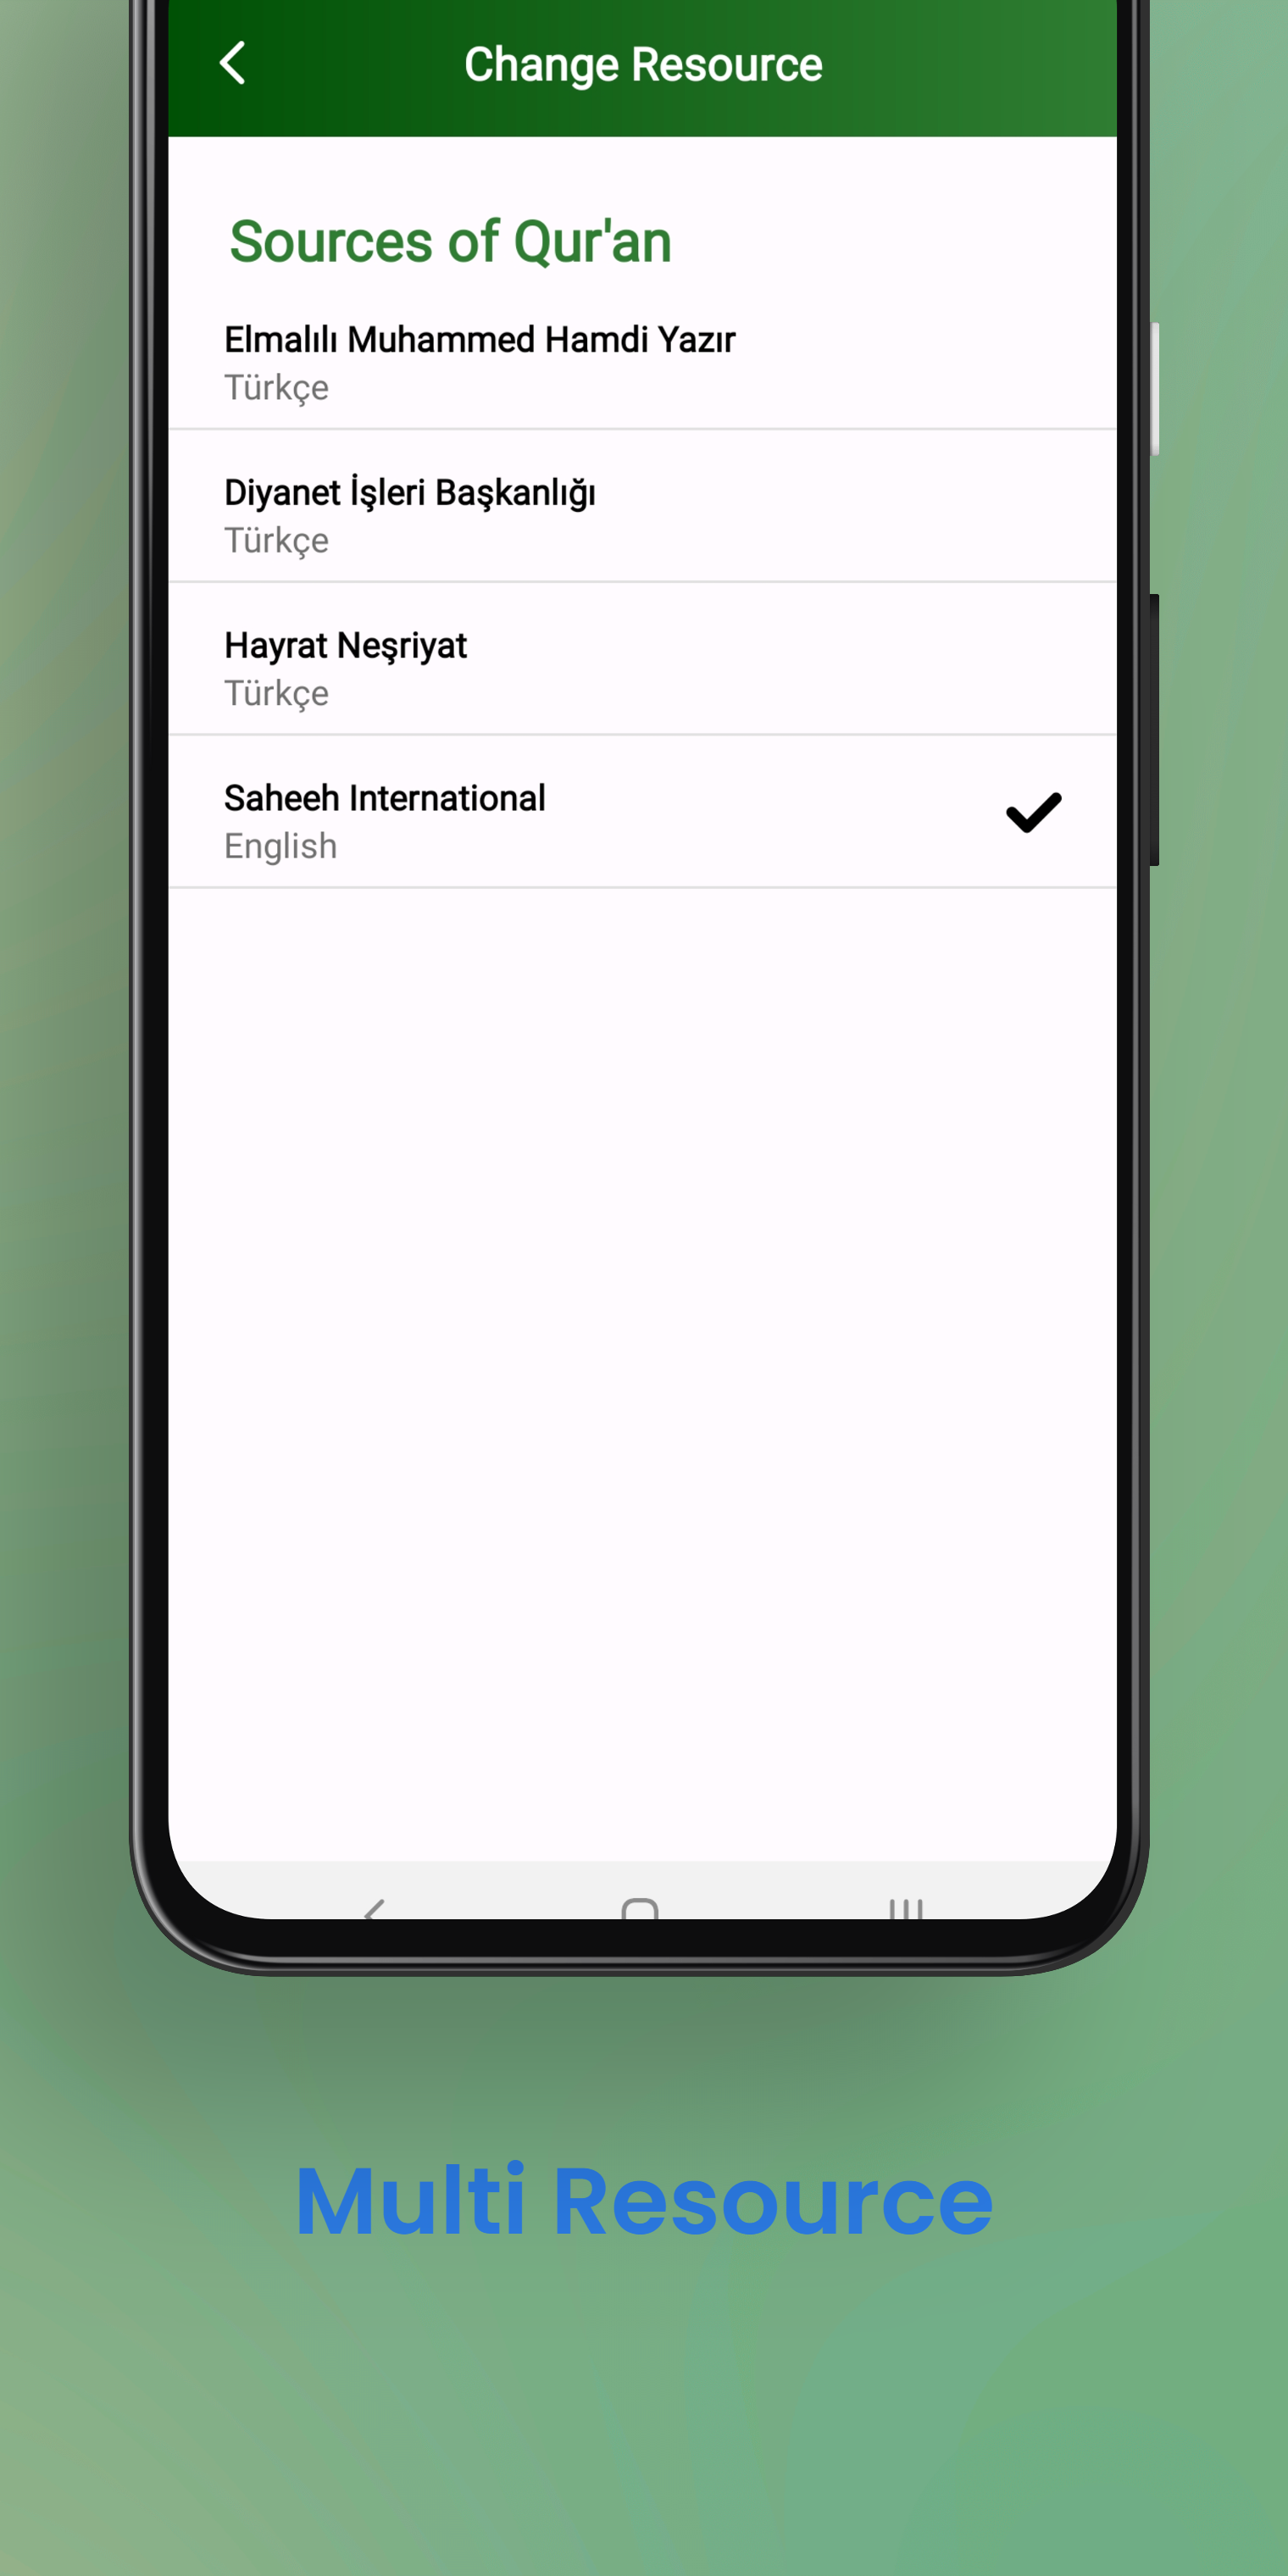 Change Resource
Sources of Qur'an
Elmalılı Muhammed Hamdi Yazır
Türkçe
Diyanet İşleri Başkanlığı
Türkçe
Hayrat Neşriyat
Türkçe
Saheeh International
English
Multi Resource